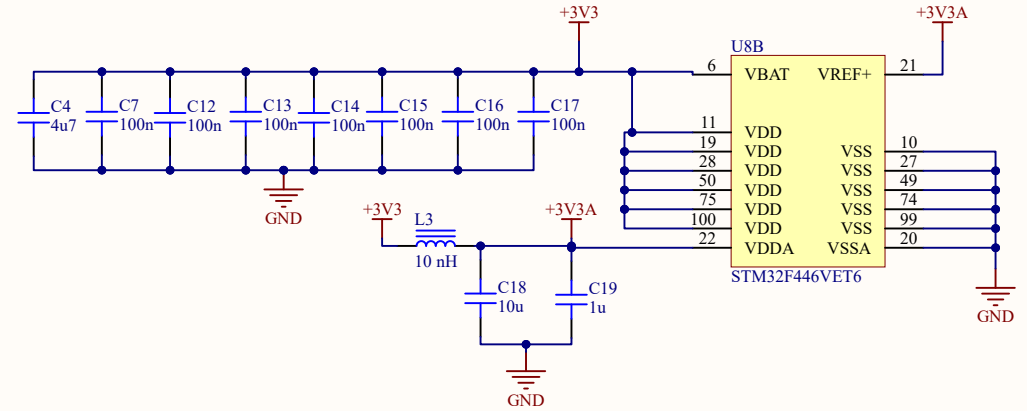 +3V3
+3V3A
U8B
6 VBAT VREF+ 21
C4
4u7
C7
100n
C12
100n
C13
100n
C14
100n
C15
100n
C16
100n
C17
100n
11 VDD
19 VDD VSS 10
28 VDD VSS 27
50 VDD VSS 49
75 VDD VSS 74
100 VDD VSS 99
22 VDDA VSSA 20
STM32F446VET6
GND
+3V3
L3
10 nH
+3V3A
C18
10u
C19
1u
GND
GND